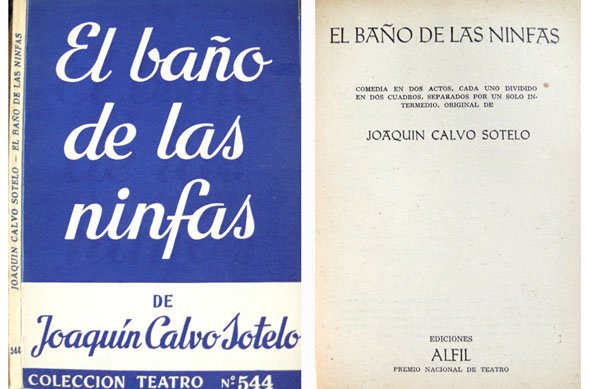 JOAQUIN CALVO SOTELO – EL BAÑO DE LAS NINFAS
544
El baño
de las
ninfas
DE
Joaquín Calvo Sotelo
COLECCION TEATRO Nº 544
EL BAÑO DE LAS NINFAS
COMEDIA EN DOS ACTOS, CADA UNO DIVIDIDO
EN DOS CUADROS, SEPARADOS POR UN SOLO IN-
TERMEDIO, ORIGINAL DE
JOAQUIN CALVO SOTELO
EDICIONES
ALFIL
PREMIO NACIONAL DE TEATRO